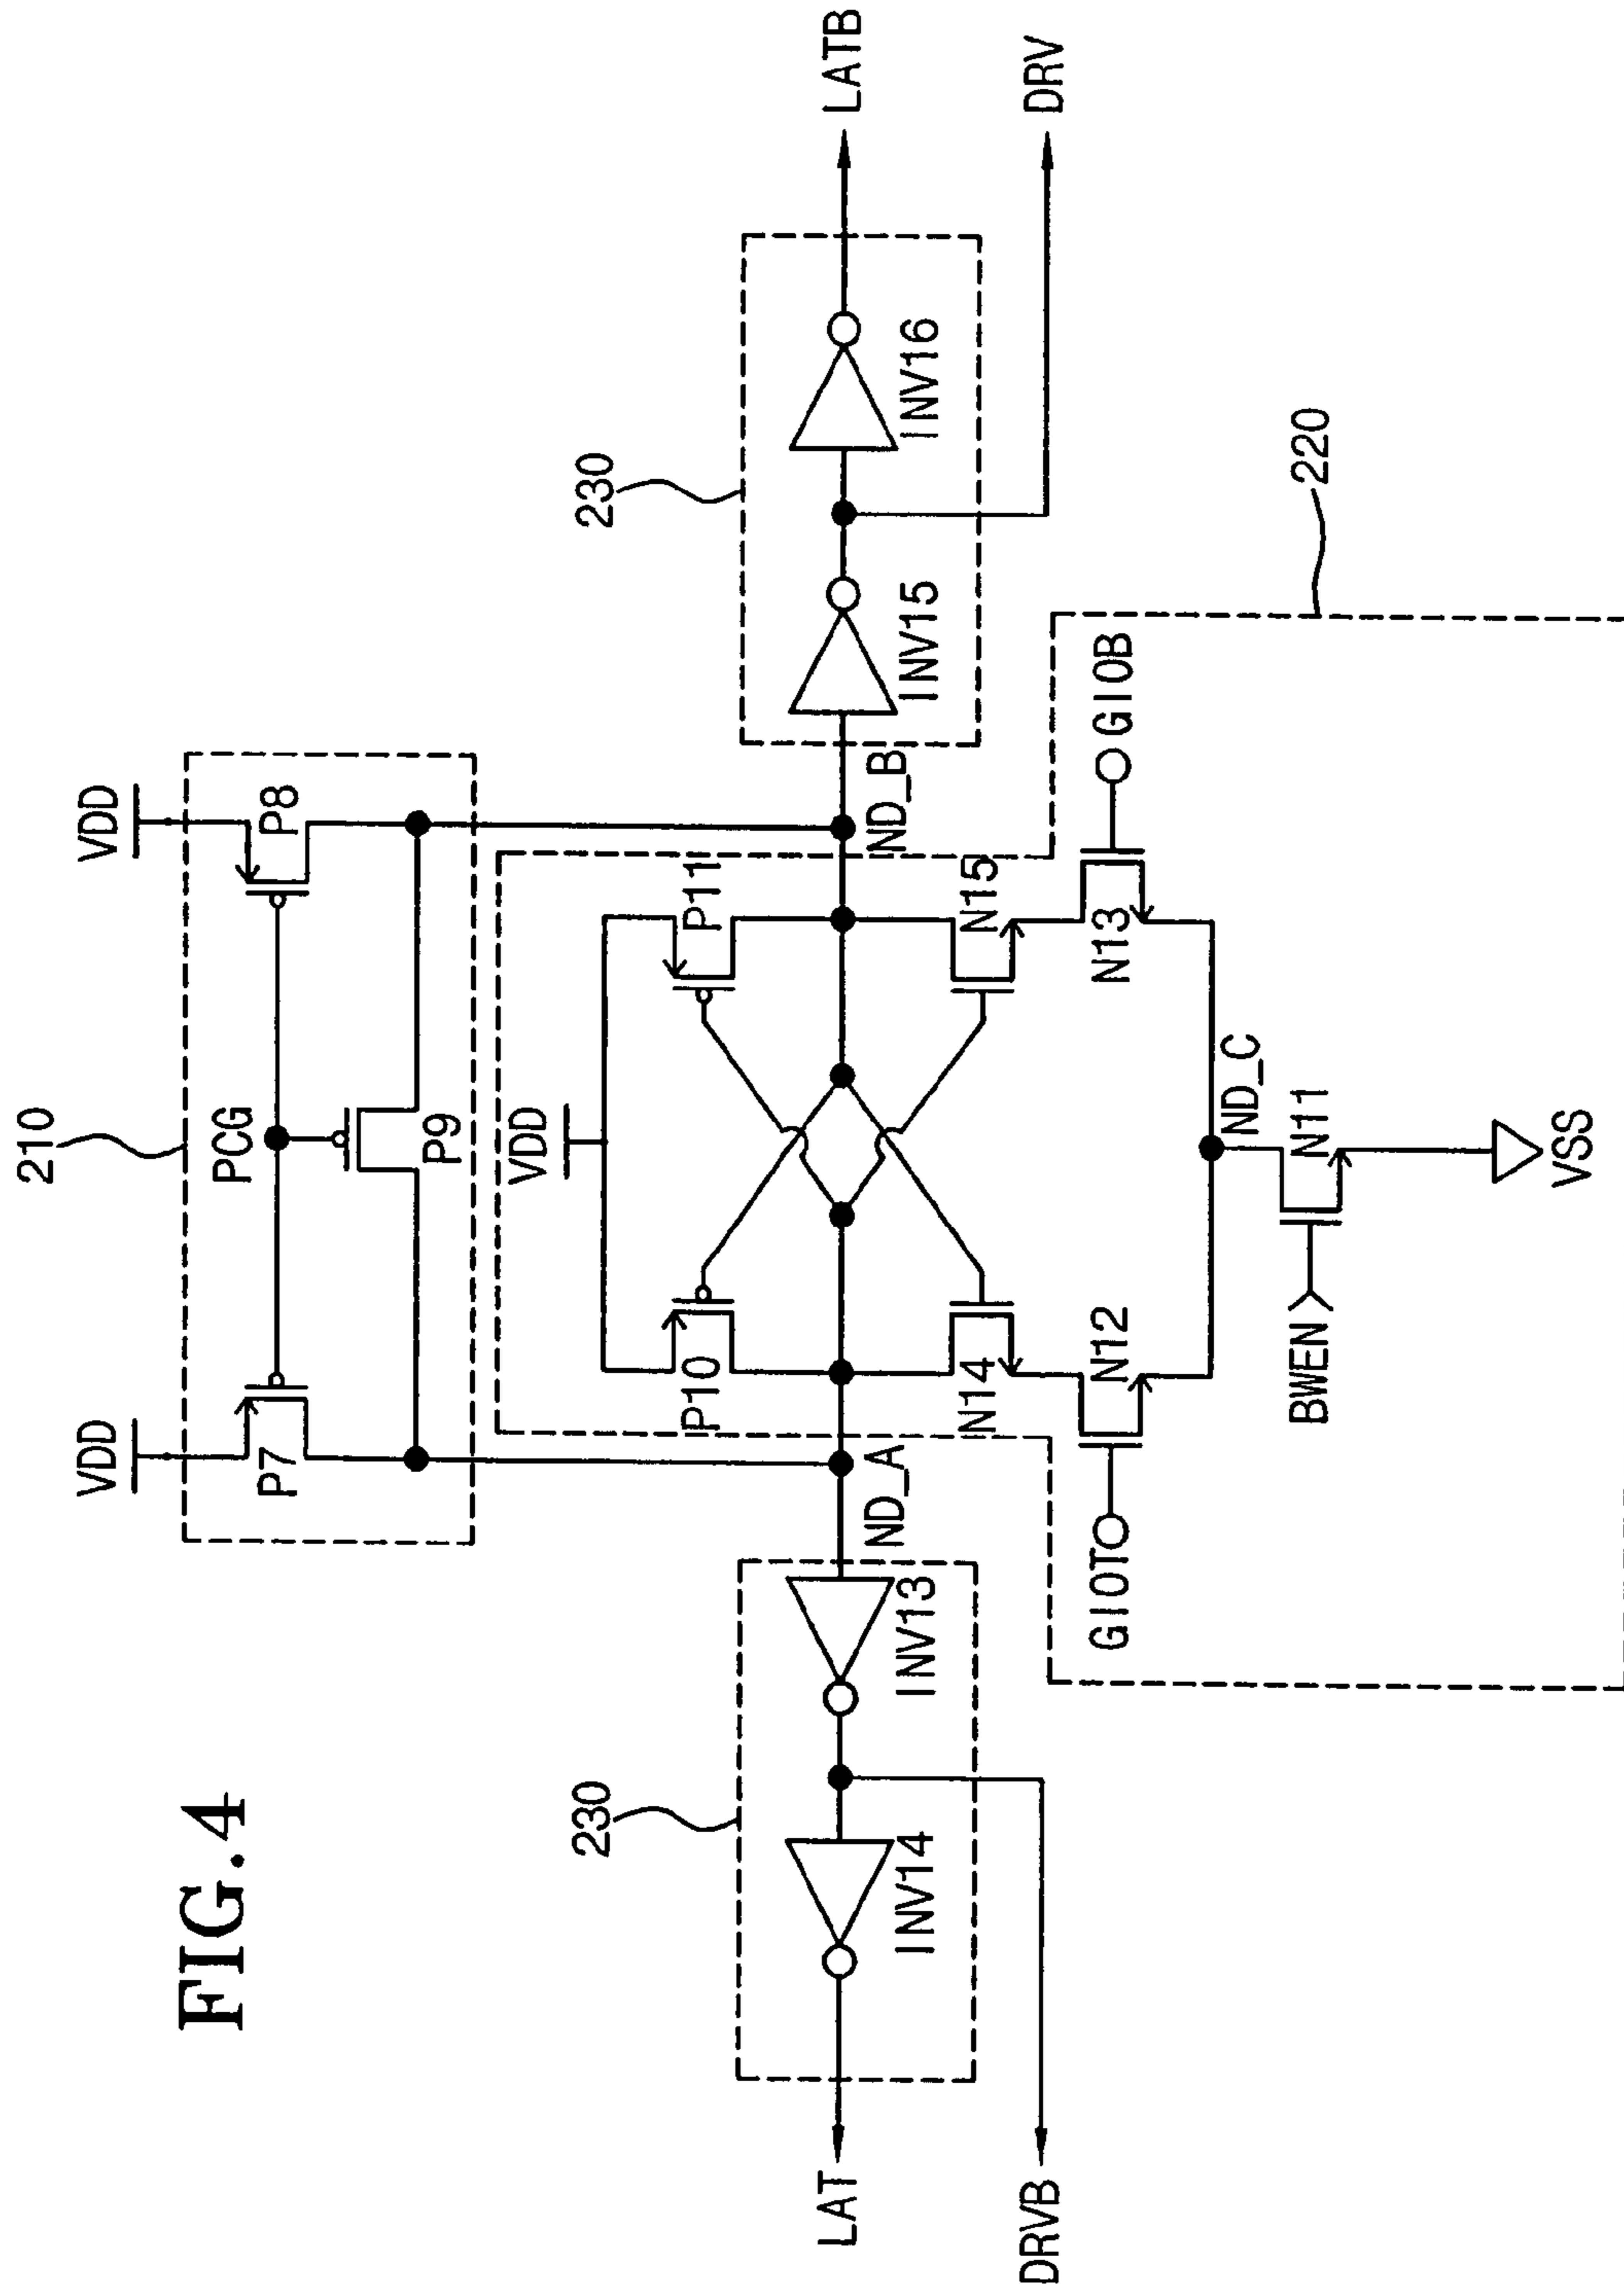 FIG.4
210
VDD
VDD
PCG
P7
P8
P9
230
230
VDD
P10
P11
LAT
LATB
INV14
INV13
ND_A
ND_B
INV15
INV16
N14
N15
DRVB
DRV
GIOT
N12
N13
GIOB
ND_C
220
BWEN
N11
VSS